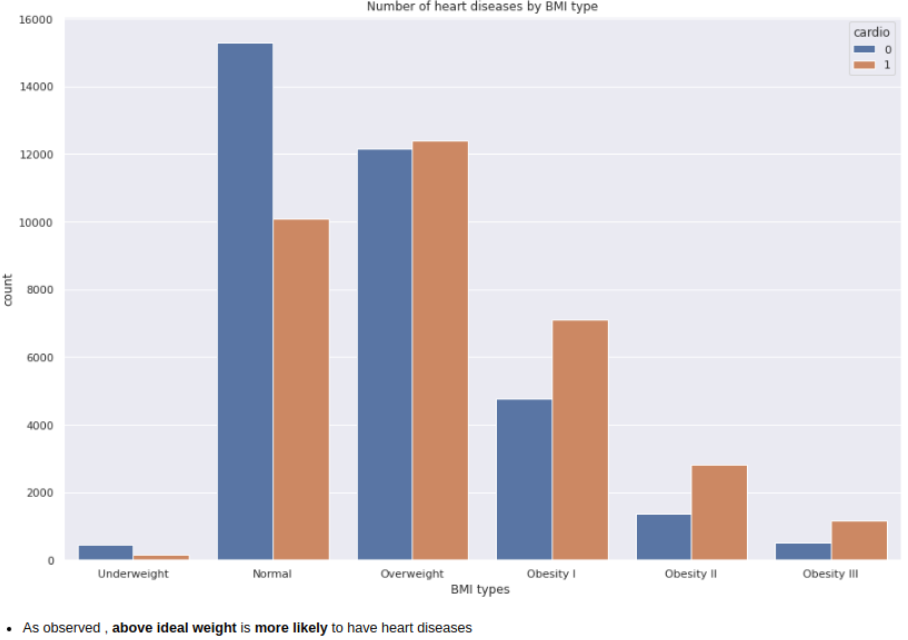 Number of heart diseases by BMI type
16000
14000
12000
10000
8000
6000
4000
2000
0
count
cardio
0
1
Underweight Normal Overweight Obesity I Obesity II Obesity III
BMI types
• As observed , above ideal weight is more likely to have heart diseases